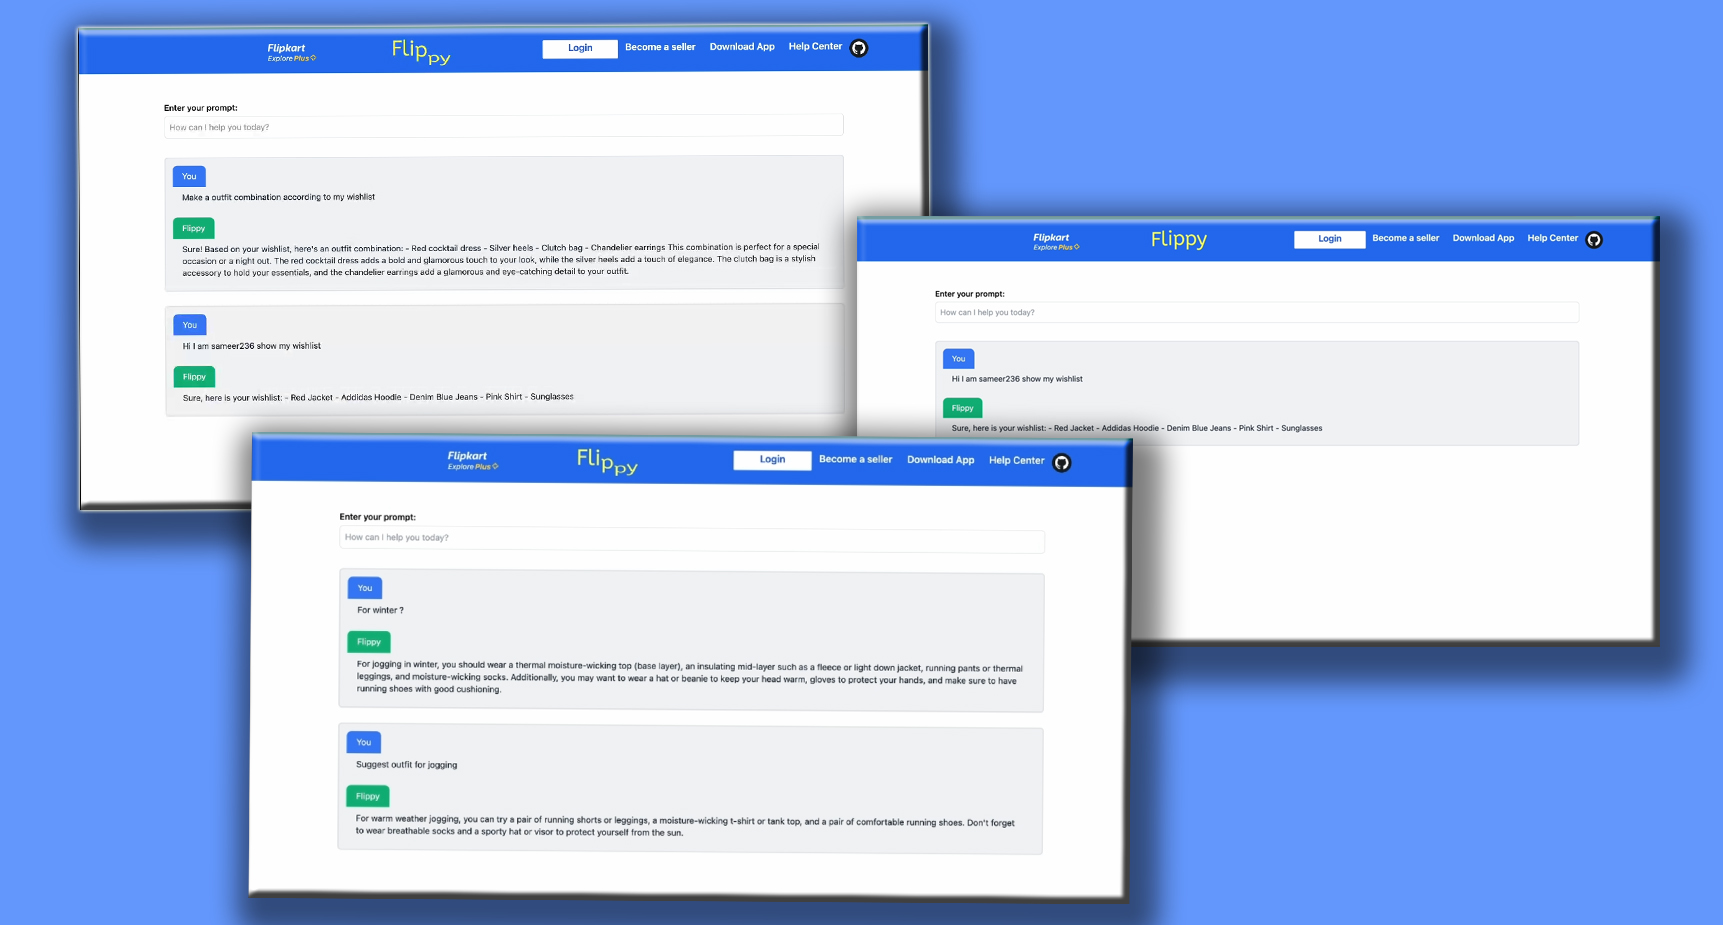 Flipkart
Explore Plus
Flippy
Login
Become a seller
Download App
Help Center
Enter your prompt:
How can I help you today?
You
Make a outfit combination according to my wishlist
Flippy
Sure! Based on your wishlist, here's an outfit combination: - Red cocktail dress - Silver heels - Clutch bag - Chandelier earrings This combination is perfect for a special
occasion or a night out. The red cocktail dress adds a bold and glamorous touch to your look, while the silver heels add a touch of elegance. The clutch bag is a stylish
accessory to hold your essentials, and the chandelier earrings add a glamorous and eye-catching detail to your outfit.
You
Hi I am sameer236 show my wishlist
Flippy
Sure, here is your wishlist: - Red Jacket - Addidas Hoodie - Denim Blue Jeans - Pink Shirt - Sunglasses
Flipkart
Explore Plus
Flippy
Login
Become a seller
Download App
Help Center
Enter your prompt:
How can I help you today?
You
Hi I am sameer236 show my wishlist
Flippy
Sure, here is your wishlist: - Red Jacket - Addidas Hoodie - Denim Blue Jeans - Pink Shirt - Sunglasses
Flipkart
Explore Plus
Flippy
Login
Become a seller
Download App
Help Center
Enter your prompt:
How can I help you today?
You
For winter ?
Flippy
For jogging in winter, you should wear a thermal moisture-wicking top (base layer), an insulating mid-layer such as a fleece or light down jacket, running pants or thermal
leggings, and moisture-wicking socks. Additionally, you may want to wear a hat or beanie to keep your head warm, gloves to protect your hands, and make sure to have
running shoes with good cushioning.
You
Suggest outfit for jogging
Flippy
For warm weather jogging, you can try a pair of running shorts or leggings, a moisture-wicking t-shirt or tank top, and a pair of comfortable running shoes. Don't forget
to wear breathable socks and a sporty hat or visor to protect yourself from the sun.